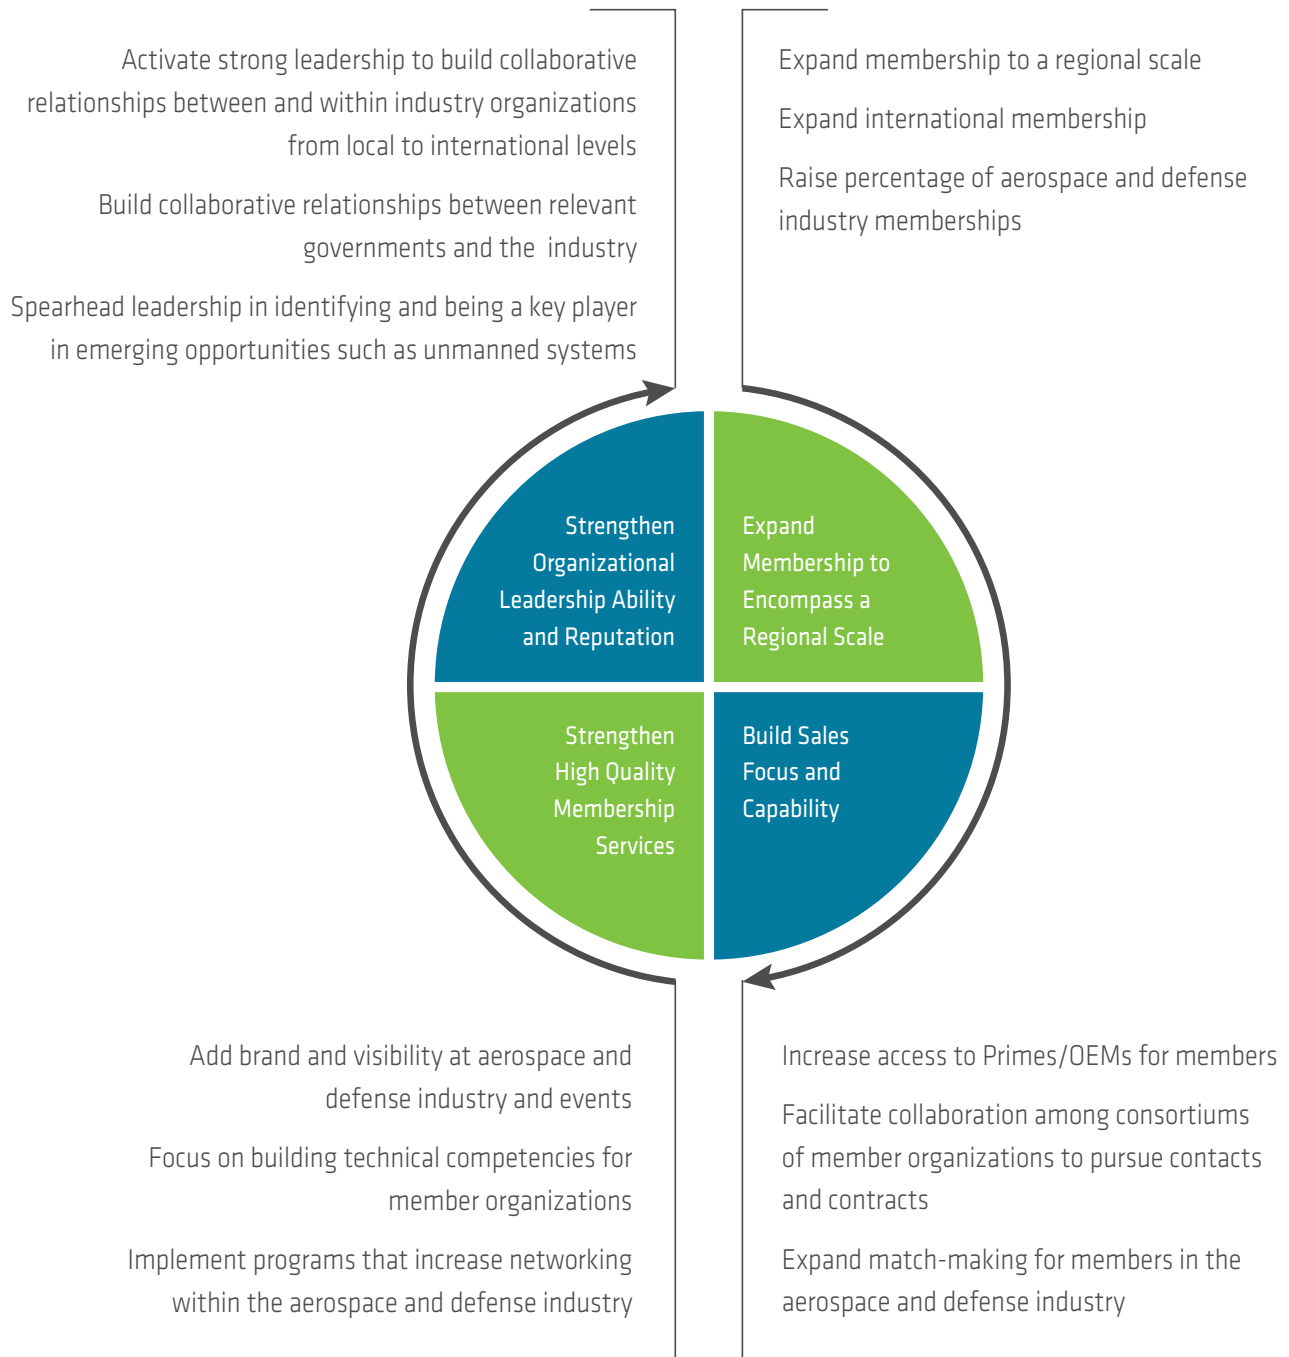 Activate strong leadership to build collaborative
relationships between and within industry organizations
from local to international levels
Build collaborative relationships between relevant
governments and the industry
Spearhead leadership in identifying and being a key player
in emerging opportunities such as unmanned systems
Expand membership to a regional scale
Expand international membership
Raise percentage of aerospace and defense
industry memberships
Strengthen
Organizational
Leadership Ability
and Reputation
Expand
Membership to
Encompass a
Regional Scale
Strengthen
High Quality
Membership
Services
Build Sales
Focus and
Capability
Add brand and visibility at aerospace and
defense industry and events
Focus on building technical competencies for
member organizations
Implement programs that increase networking
within the aerospace and defense industry
Increase access to Primes/OEMs for members
Facilitate collaboration among consortiums
of member organizations to pursue contacts
and contracts
Expand match-making for members in the
aerospace and defense industry